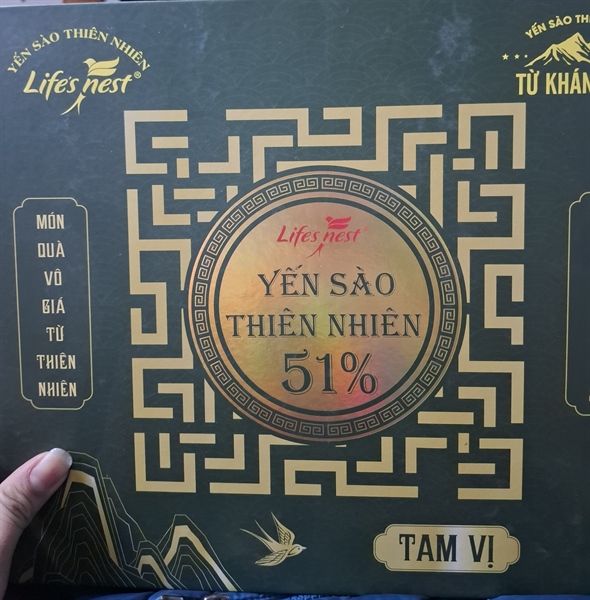 YẾN SÀO THIÊN NHIÊN
Life's nest®
YẾN SÀO
TỪ KHÁN
MÓN
QUÀ
VÔ
GIÁ
TỪ
THIÊN
NHIÊN
Life's nest
YẾN SÀO
THIÊN NHIÊN
51%
TAM VỊ